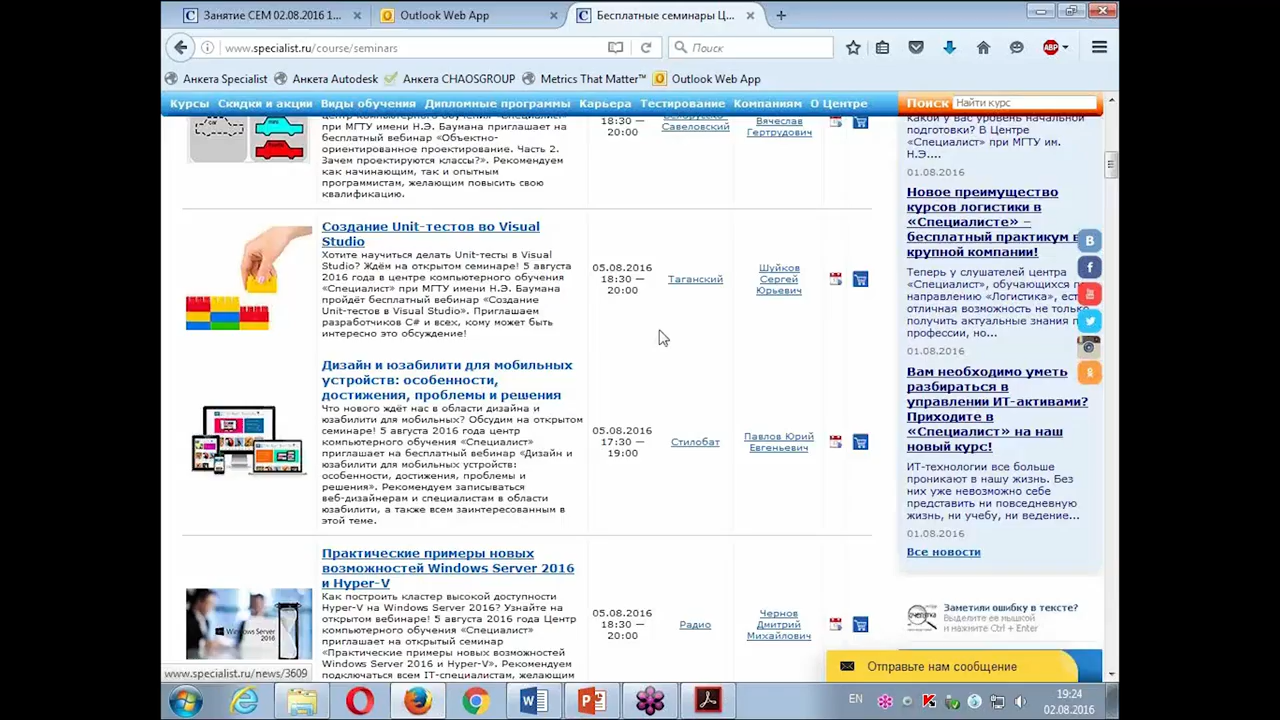 Занятие СЕМ 02.08.2016 1...
Outlook Web App
Бесплатные семинары Ц...
www.specialist.ru/course/seminars
Поиск
ABP
Анкета Specialist
Анкета Autodesk
Анкета CHAOSGROUP
Metrics That Matter™
Outlook Web App
Курсы
Скидки и акции
Виды обучения
Дипломные программы
Карьера
Тестирование
Компаниям
О Центре
Поиск
Найти курс
центр компьютерного обучения «Специалист»
при МГТУ имени Н.Э. Баумана приглашает на
бесплатный вебинар «Объектно-
ориентированное проектирование. Часть 2.
Зачем проектируются классы?». Рекомендуем
как начинающим, так и опытным
программистам, желающим повысить свою
квалификацию.
18:30 —
20:00
Белорусско-
Савеловский
Вячеслав
Гертрудович
Создание Unit-тестов во Visual
Studio
Хотите научиться делать Unit-тесты в Visual
Studio? Ждём на открытом семинаре! 5 августа
2016 года в центре компьютерного обучения
«Специалист» при МГТУ имени Н.Э. Баумана
пройдёт бесплатный вебинар «Создание
Unit-тестов в Visual Studio». Приглашаем
разработчиков C# и всех, кому может быть
интересно это обсуждение!
05.08.2016
18:30 —
20:00
Таганский
Шуйков
Сергей
Юрьевич
Дизайн и юзабилити для мобильных
устройств: особенности,
достижения, проблемы и решения
Что нового ждёт нас в области дизайна и
юзабилити для мобильных? Обсудим на открытом
семинаре! 5 августа 2016 года центр
компьютерного обучения «Специалист»
приглашает на бесплатный вебинар «Дизайн и
юзабилити для мобильных устройств:
особенности, достижения, проблемы и
решения». Рекомендуем записываться
веб-дизайнерам и специалистам в области
юзабилити, а также всем заинтересованным в
этой теме.
05.08.2016
17:30 —
19:00
Стилобат
Павлов Юрий
Евгеньевич
Практические примеры новых
возможностей Windows Server 2016
и Hyper-V
Как построить кластер высокой доступности
Hyper-V на Windows Server 2016? Узнайте на
открытом семинаре! 5 августа 2016 года Центр
компьютерного обучения «Специалист»
приглашает на открытый семинар
«Практические примеры новых возможностей
Windows Server 2016 и Hyper-V». Рекомендуем
подключаться всем IT-специалистам, желающим
05.08.2016
18:30 —
20:00
Радио
Чернов
Дмитрий
Михайлович
Какой у вас уровень начальной
подготовки? В Центре
«Специалист» при МГТУ им.
Н.Э....
01.08.2016
Новое преимущество
курсов логистики в
«Специалисте» –
бесплатный практикум в
крупной компании!
Теперь у слушателей центра
«Специалист», обучающихся по
направлению «Логистика», есть
отличная возможность не только
получить актуальные знания по
профессии, но...
01.08.2016
Вам необходимо уметь
разбираться в
управлении ИТ-активами?
Приходите в
«Специалист» на наш
новый курс!
ИТ-технологии все больше
проникают в нашу жизнь. Без
них уже невозможно себе
представить ни повседневную
жизнь, ни учебу, ни ведение...
01.08.2016
Все новости
Заметили ошибку в тексте?
Выделите ее мышкой
и нажмите Ctrl + Enter
Отправьте нам сообщение
www.specialist.ru/news/3609
EN
19:24
02.08.2016